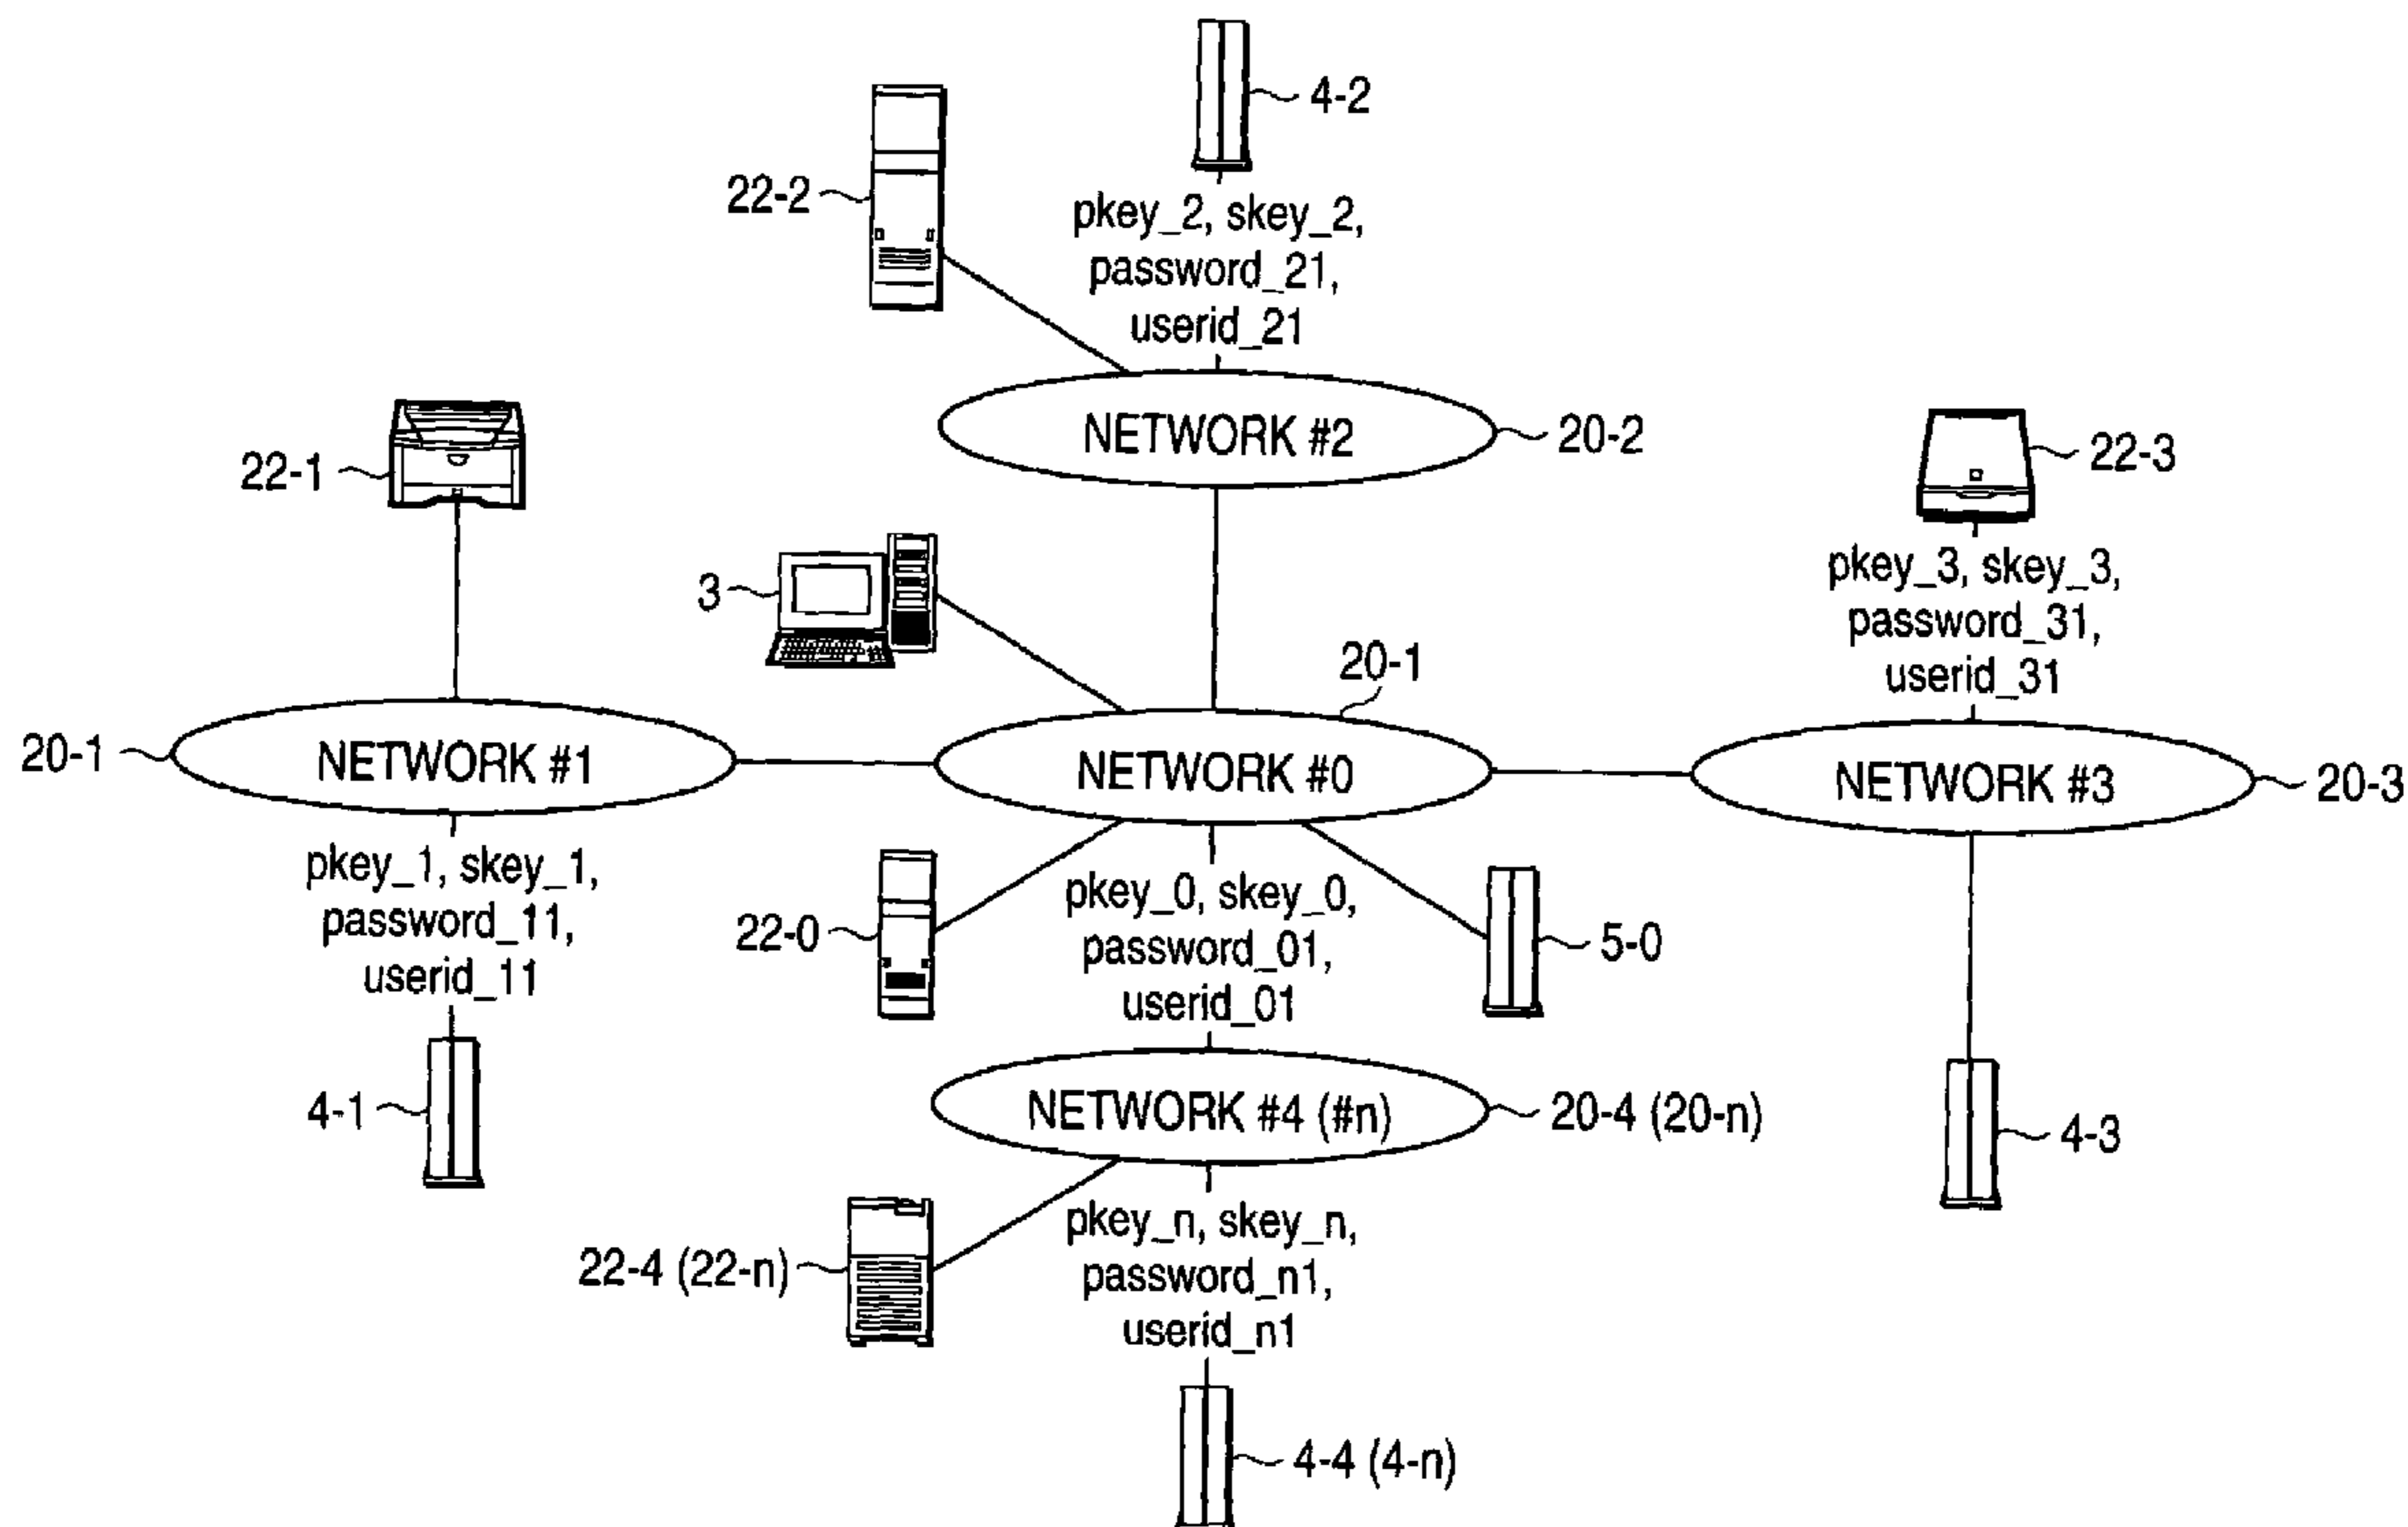 4-2
22-2
pkey_2, skey_2,
password_21,
userid_21
NETWORK #2
20-2
22-1
22-3
pkey_3, skey_3,
password_31,
userid_31
3
20-1
20-1
NETWORK #1
NETWORK #0
NETWORK #3
20-3
pkey_1, skey_1,
password_11,
userid_11
22-0
pkey_0, skey_0,
password_01,
userid_01
5-0
4-1
NETWORK #4 (#n)
20-4 (20-n)
4-3
22-4 (22-n)
pkey_n, skey_n,
password_n1,
userid_n1
4-4 (4-n)